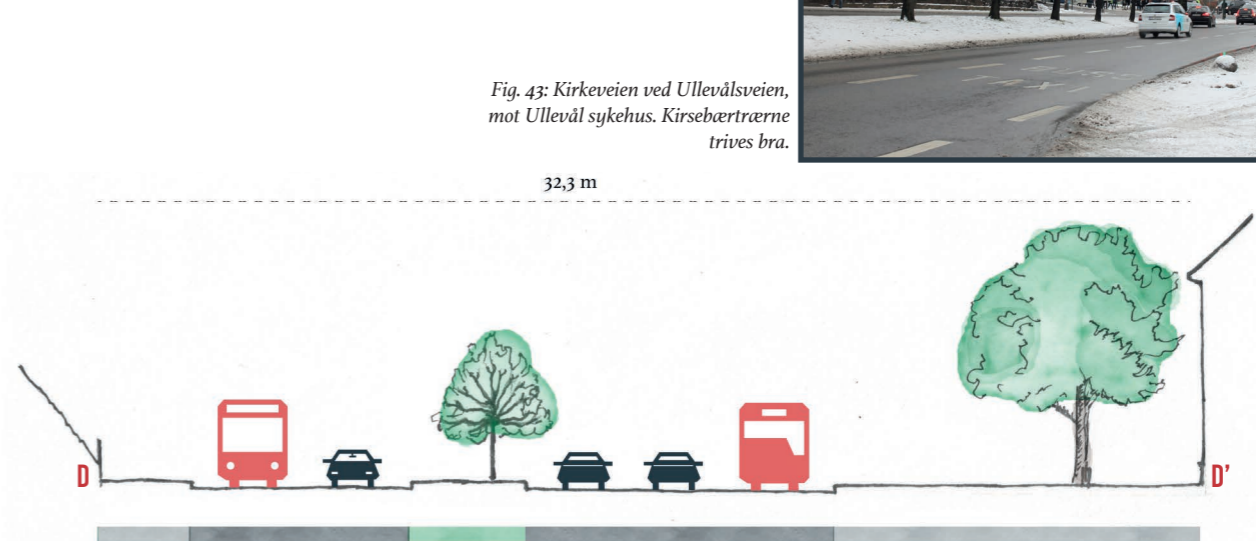 Fig. 43: Kirkeveien ved Ullevålsveien,
mot Ullevål sykehus. Kirsebærtrærne
trives bra.
32,3 m
D
D'